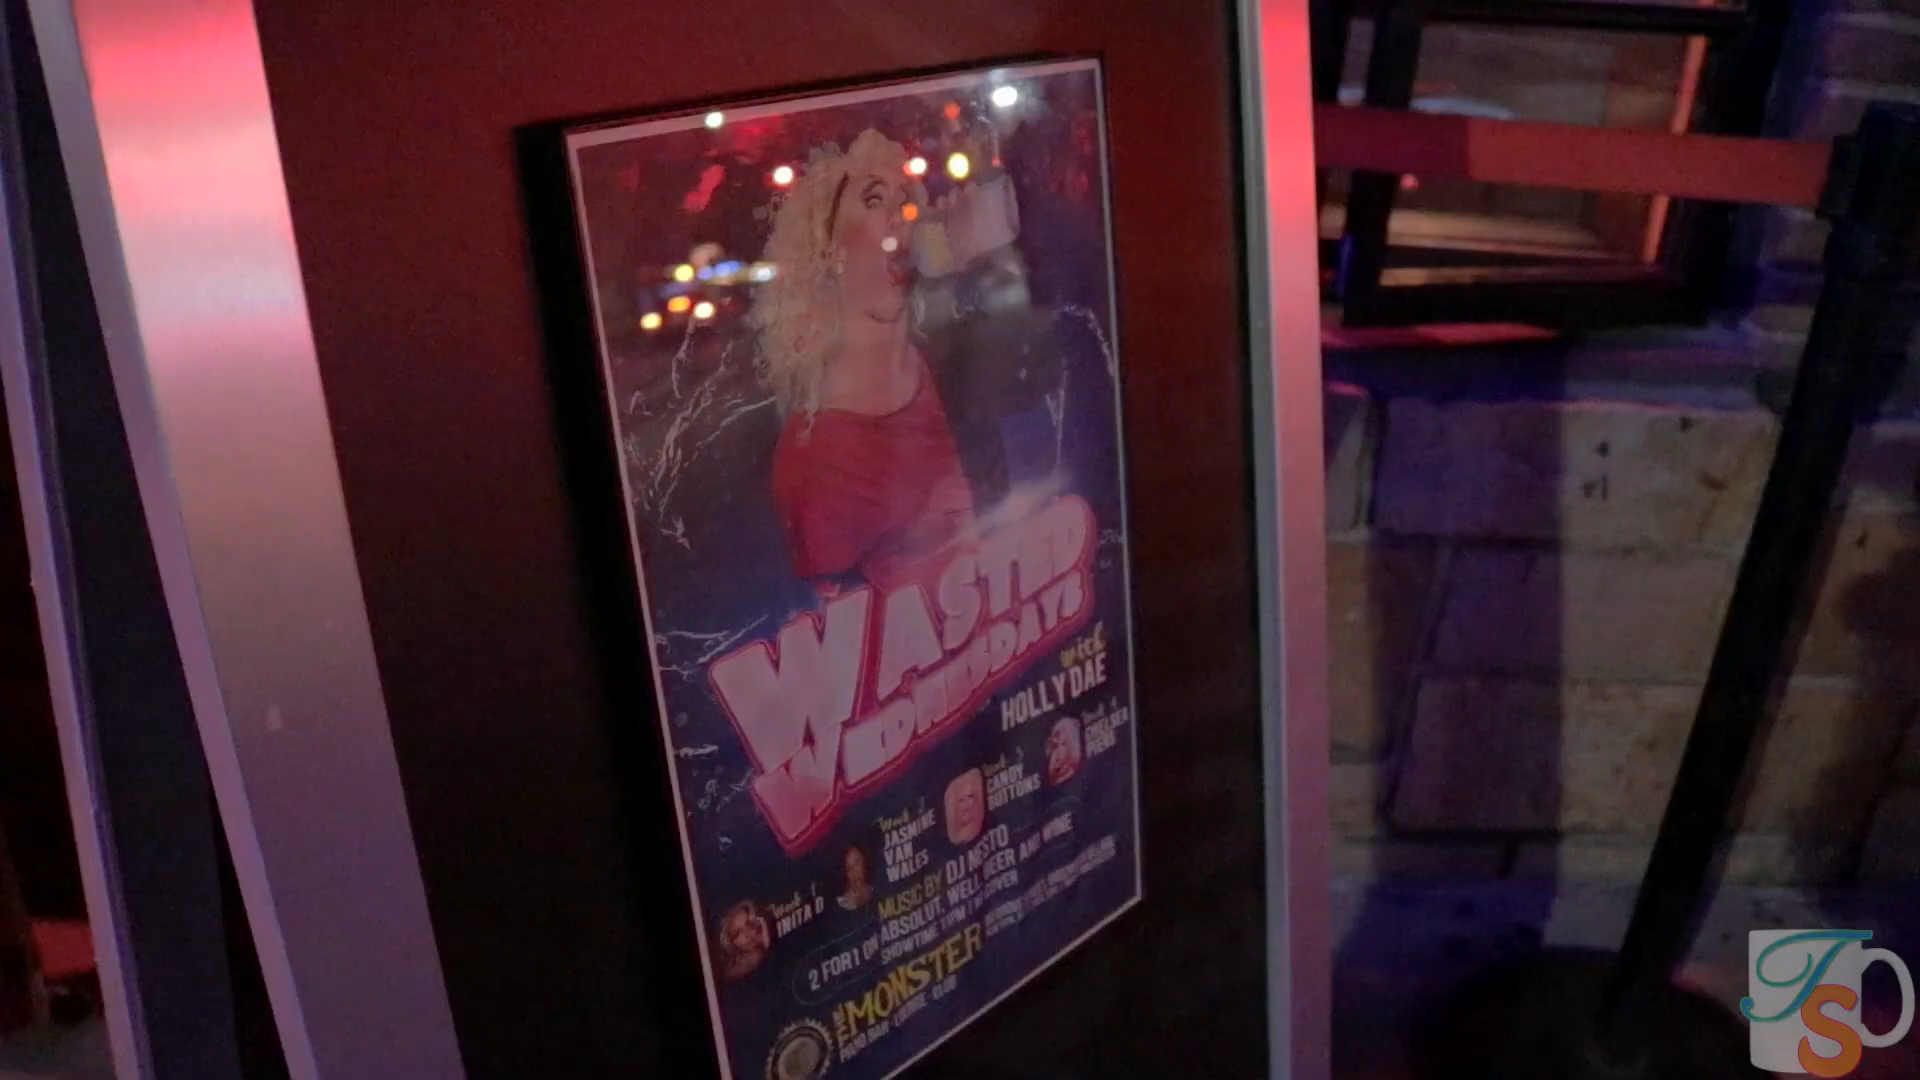 WASTED
WEDNESDAYS
with
HOLLY DAE
Week 4
CHELSEA
PIERS
Week 3
CANDY
BUTTONS
Week 2
JASMINE
VAN
WALES
Week 1
INITA D
MUSIC BY DJ NESTO
2 FOR 1 ON ABSOLUT, WELL, BEER AND WINE
SHOWTIME 11PM | NO COVER
THE MONSTER
PIANO BAR · LOUNGE · CLUB
TS